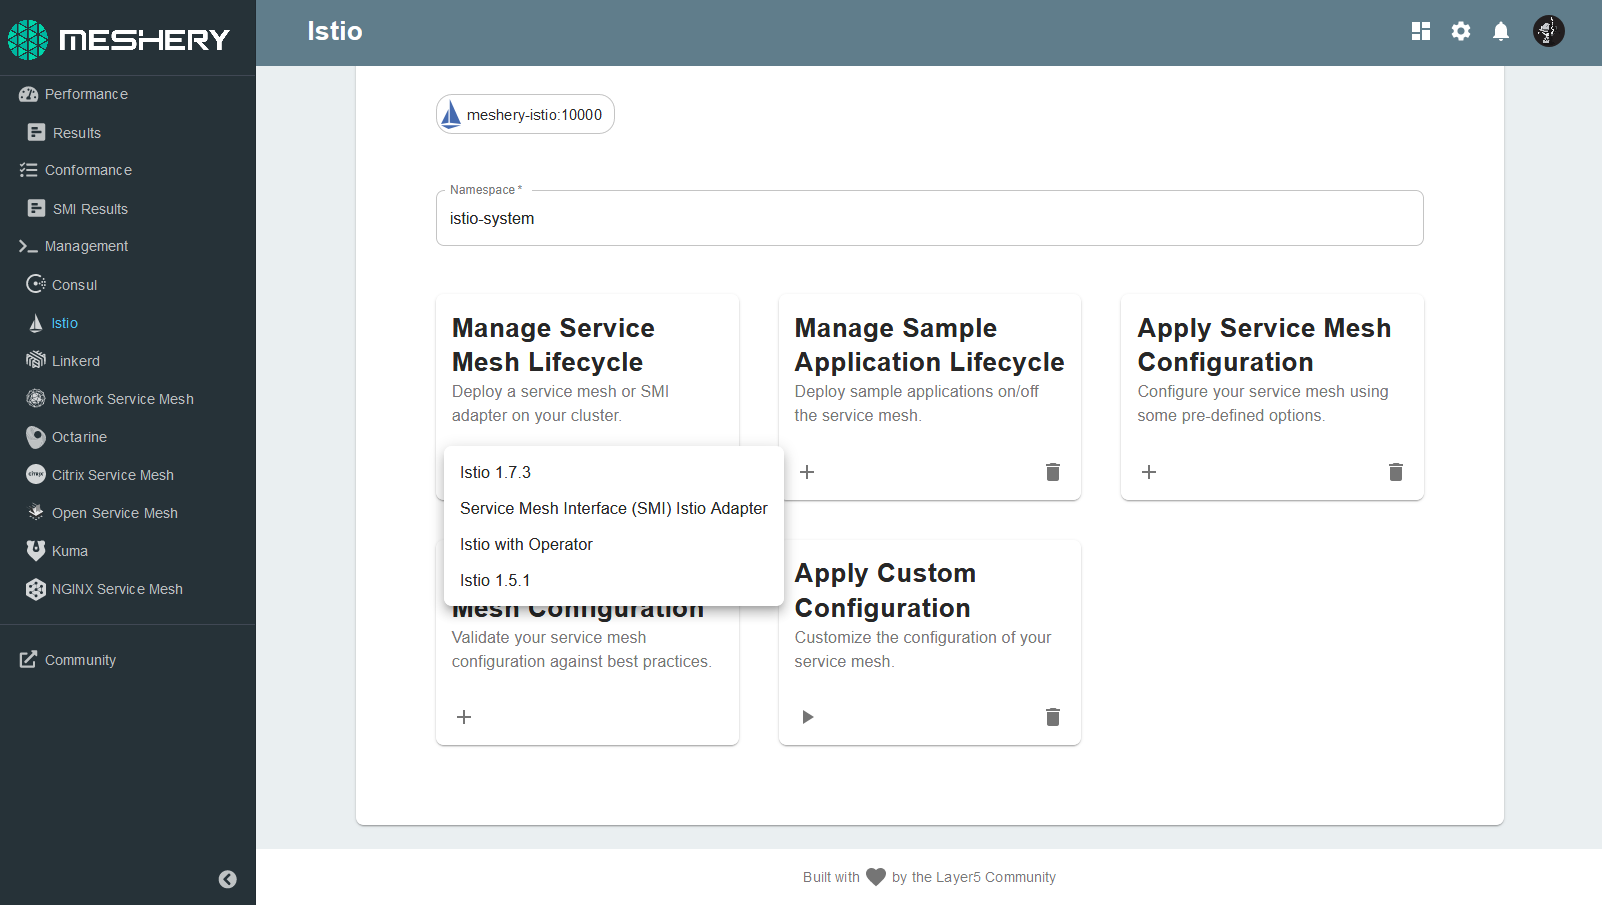 MESHERY
Performance
Results
Conformance
SMI Results
Management
Consul
Istio
Linkerd
Network Service Mesh
Octarine
citrix
Citrix Service Mesh
Open Service Mesh
Kuma
NGINX Service Mesh
Community
Istio
meshery-istio:10000
Namespace *
istio-system
Manage Service
Mesh Lifecycle
Deploy a service mesh or SMI
adapter on your cluster.
Manage Sample
Application Lifecycle
Deploy sample applications on/off
the service mesh.
Apply Service Mesh
Configuration
Configure your service mesh using
some pre-defined options.
Istio 1.7.3
Service Mesh Interface (SMI) Istio Adapter
Istio with Operator
Istio 1.5.1
Mesh Configuration
Validate your service mesh
configuration against best practices.
Apply Custom
Configuration
Customize the configuration of your
service mesh.
Built with
by the Layer5 Community